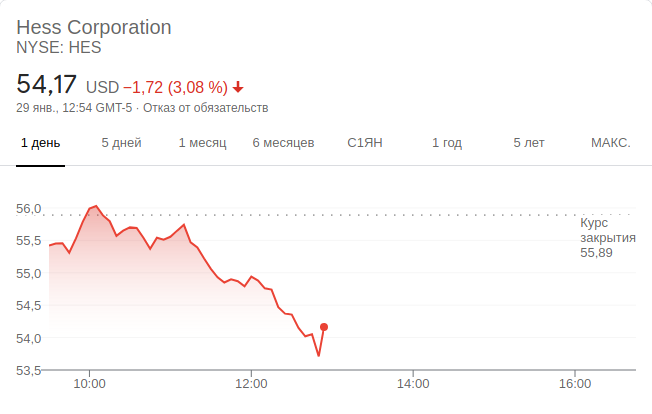 Hess Corporation
NYSE: HES
54,17 USD −1,72 (3,08 %)
29 янв., 12:54 GMT-5 · Отказ от обязательств
1 день 5 дней 1 месяц 6 месяцев С1ЯН 1 год 5 лет МАКС.
56,0
Курс
закрытия
55,89
55,5
55,0
54,5
54,0
53,5
10:00 12:00 14:00 16:00